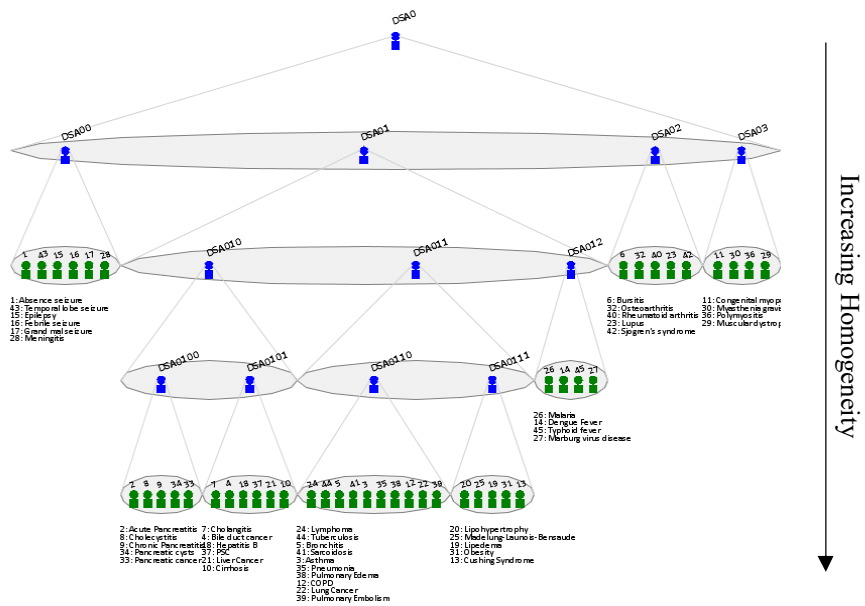 DSA0
DSA00
DSA01
DSA02
DSA03
1 43 15 16 17 28
DSA010
DSA011
DSA012
6 32 40 23 42
11 30 36 29
1: Absence seizure
43: Temporal lobe seizure
15: Epilepsy
16: Febrile seizure
17: Grand mal seizure
28: Meningitis
6: Bursitis
32: Osteoarthritis
40: Rheumatoid arthritis
23: Lupus
42: Sjogren's syndrome
11: Congenital myop
30: Myasthenia gravi
36: Polymyositis
29: Muscular dystrop
DSA0100
DSA0101
DSA0110
DSA0111
26 14 45 27
26: Malaria
14: Dengue Fever
45: Typhoid fever
27: Marburg virus disease
2 8 9 34 33
7 4 18 37 21 10
24 44 5 41 3 35 38 12 22 39
20 25 19 31 13
2: Acute Pancreatitis
8: Cholecystitis
9: Chronic Pancreatitis
34: Pancreatic cysts
33: Pancreatic cancer
7: Cholangitis
4: Bile duct cancer
18: Hepatitis B
37: PSC
21: Liver Cancer
10: Cirrhosis
24: Lymphoma
44: Tuberculosis
5: Bronchitis
41: Sarcoidosis
3: Asthma
35: Pneumonia
38: Pulmonary Edema
12: COPD
22: Lung Cancer
39: Pulmonary Embolism
20: Lipohypertrophy
25: Madelung-Launois-Bensaude
19: Lipedema
31: Obesity
13: Cushing Syndrome
Increasing Homogeneity